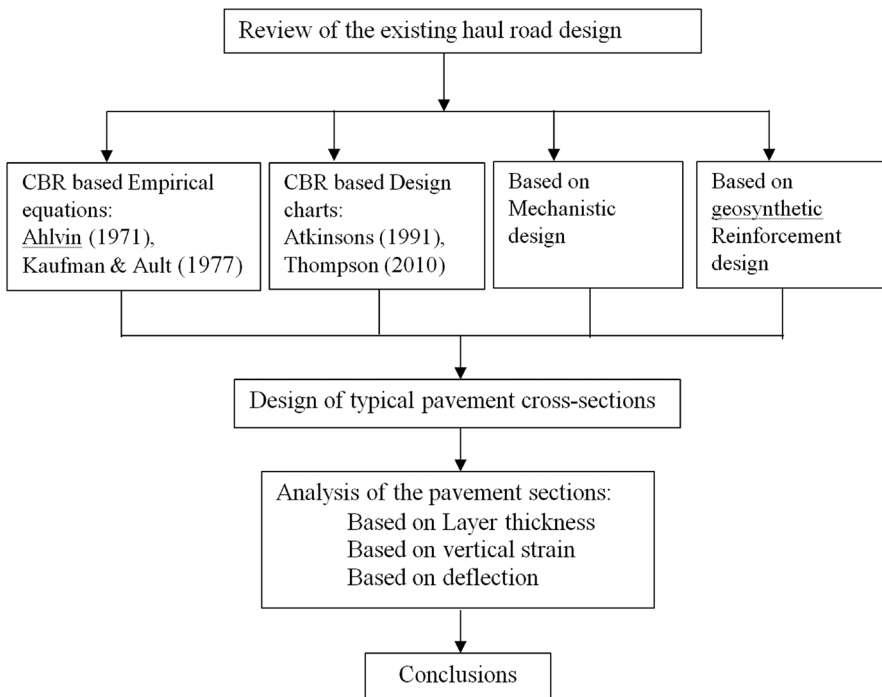 Review of the existing haul road design
CBR based Empirical
equations:
Ahlvin (1971),
Kaufman & Ault (1977)
CBR based Design
charts:
Atkinsons (1991),
Thompson (2010)
Based on
Mechanistic
design
Based on
geosynthetic
Reinforcement
design
Design of typical pavement cross-sections
Analysis of the pavement sections:
Based on Layer thickness
Based on vertical strain
Based on deflection
Conclusions